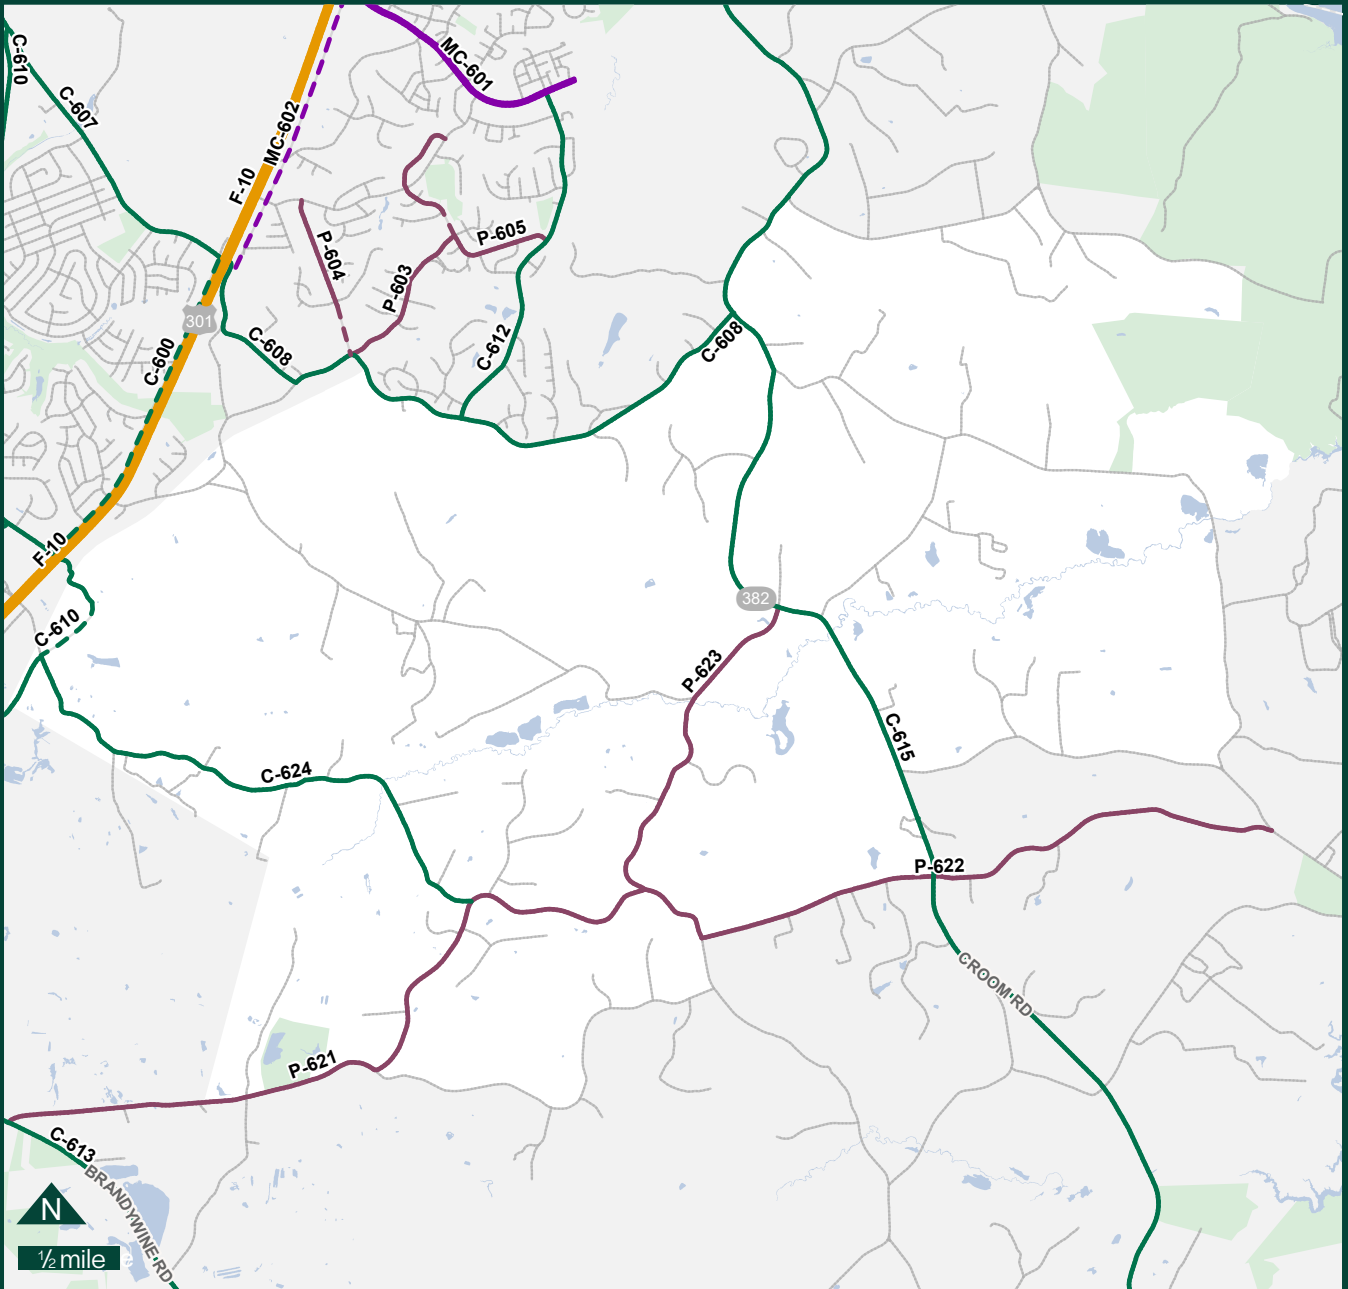 C-610
C-607
MC-601
MC-602
F-10
P-604
P-605
P-603
301
C-600
C-608
C-612
C-608
F-10
382
C-610
P-623
C-615
C-624
P-622
CROOM RD
P-621
C-613
BRANDYWINE RD
N
½ mile